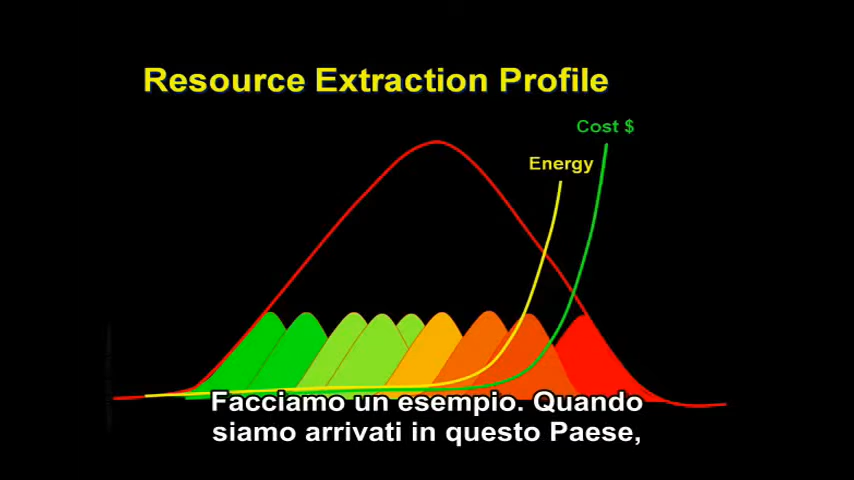 Resource Extraction Profile
Cost $
Energy
Facciamo un esempio. Quando
siamo arrivati in questo Paese,